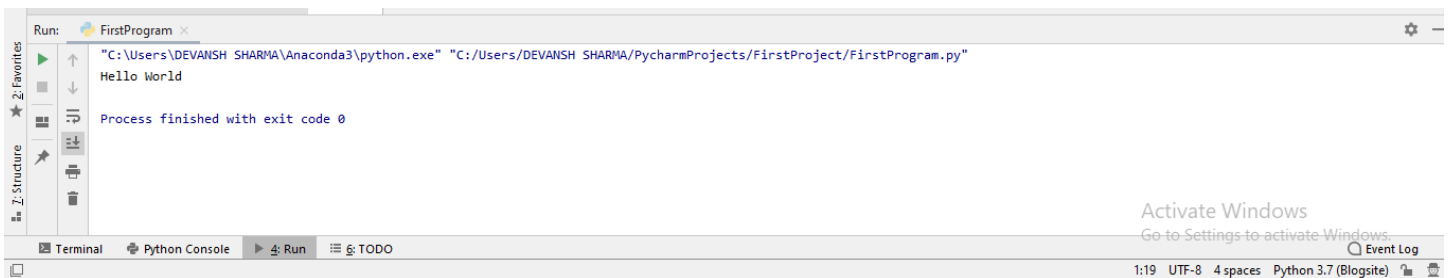 Run: FirstProgram
"C:\Users\DEVANSH SHARMA\Anaconda3\python.exe" "C:/Users/DEVANSH SHARMA/PycharmProjects/FirstProject/FirstProgram.py"
Hello World
Process finished with exit code 0
2: Favorites
7: Structure
Activate Windows
Go to Settings to activate Windows.
Terminal Python Console 4: Run 6: TODO Event Log
1:19 UTF-8 4 spaces Python 3.7 (Blogsite)